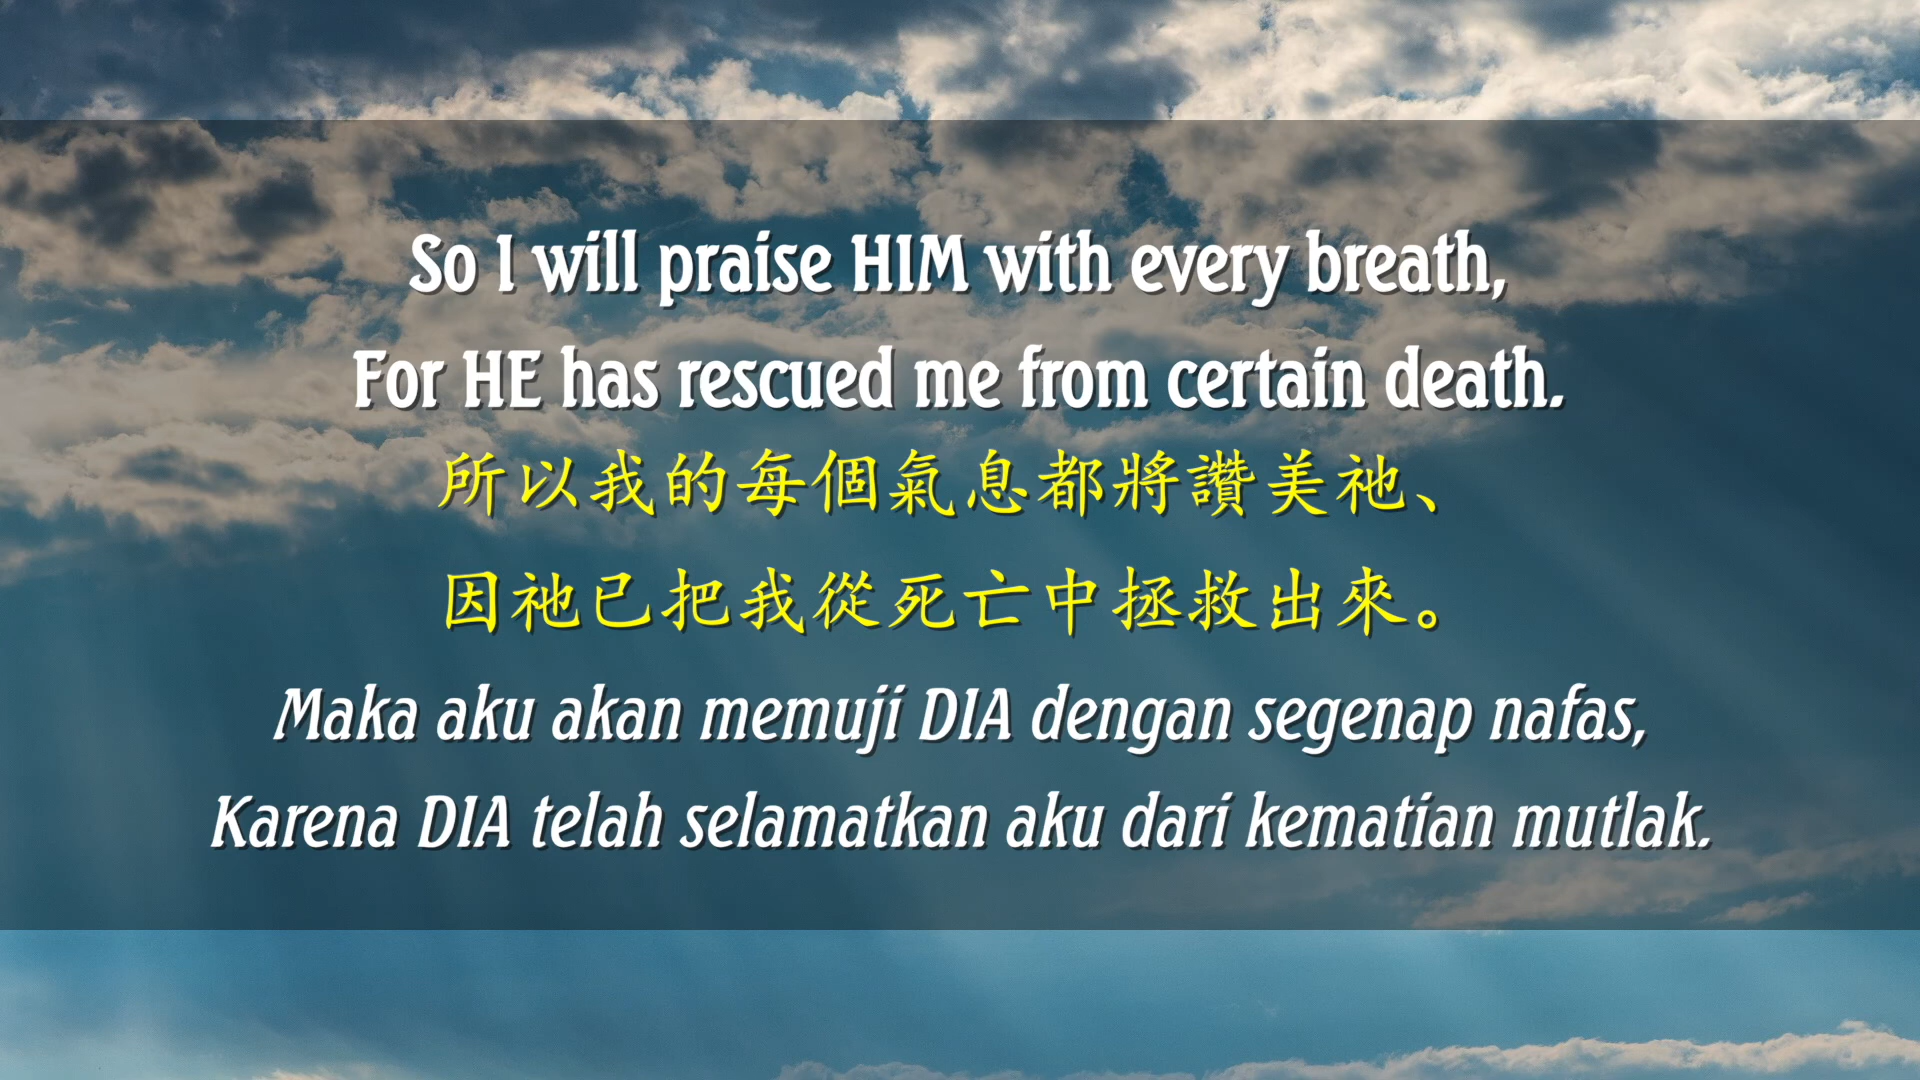 So I will praise HIM with every breath,
For HE has rescued me from certain death.
所以我的每個氣息都將讚美祂、
因祂已把我從死亡中拯救出來。
Maka aku akan memuji DIA dengan segenap nafas,
Karena DIA telah selamatkan aku dari kematian mutlak.